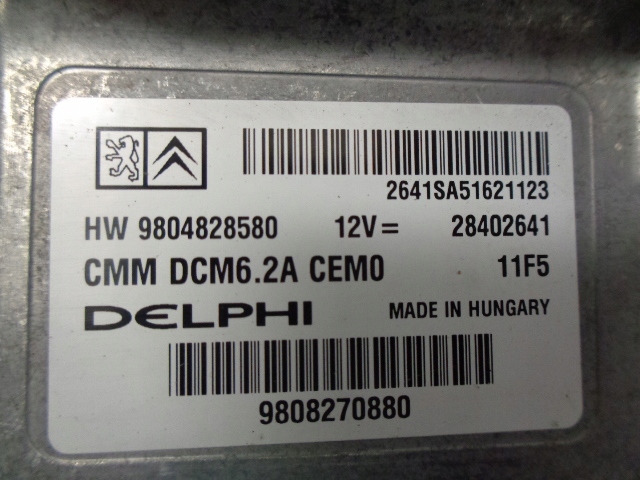 2641SA51621123
HW 9804828580 12V= 28402641
CMM DCM6.2A CEM0 11F5
DELPHI MADE IN HUNGARY
9808270880